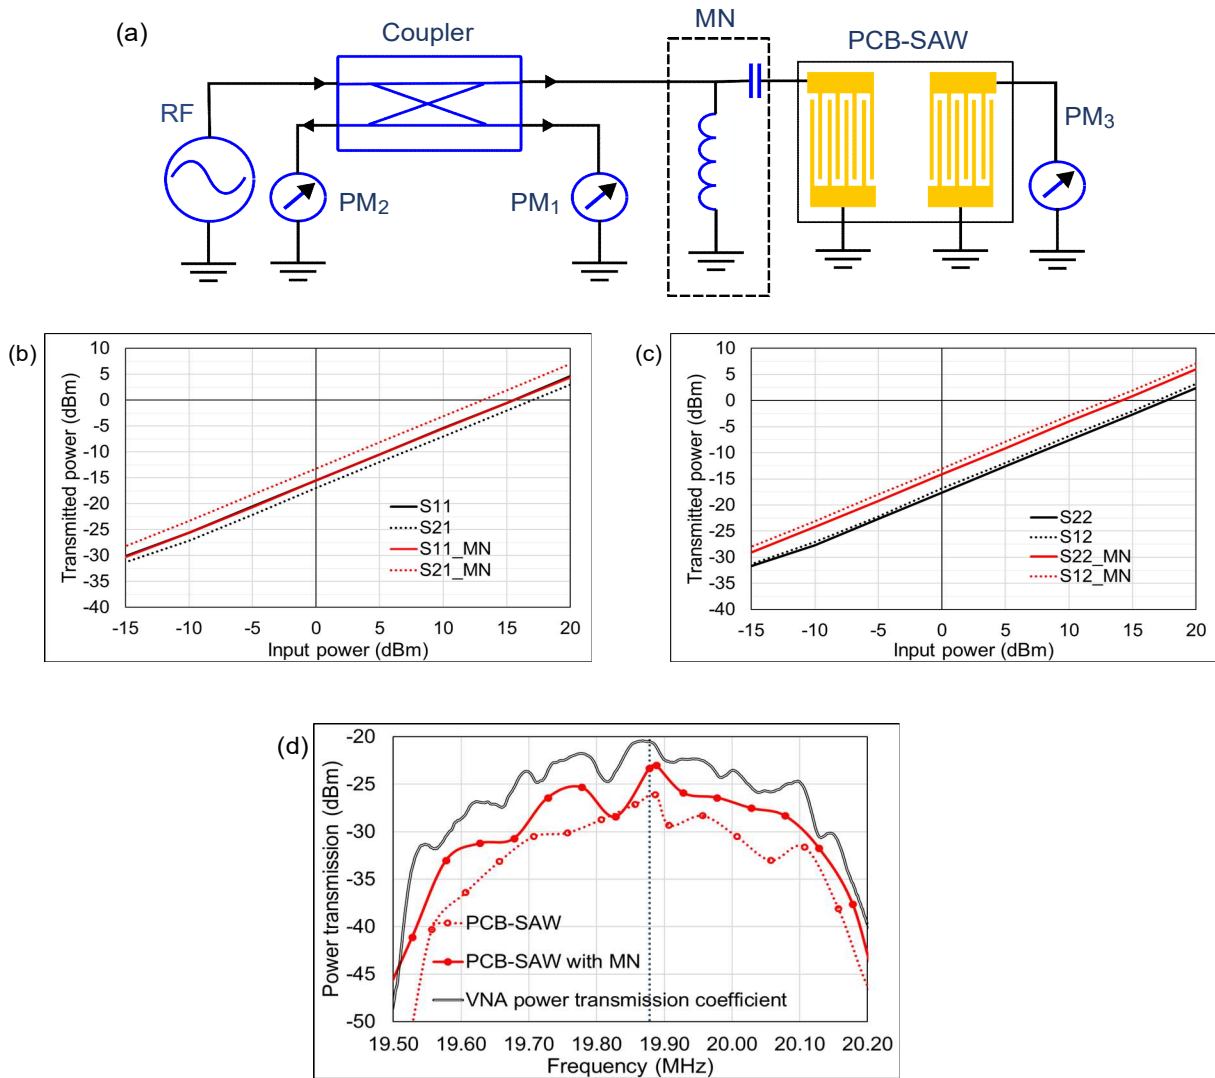 (a)
Coupler
MN
PCB-SAW
RF
PM2
PM1
PM3
(b)
Transmitted power (dBm)
10
5
0
-5
-10
-15
-20
-25
-30
-35
-40
S11
S21
S11_MN
S21_MN
-15 -10 -5 0 5 10 15 20
Input power (dBm)
(c)
Transmitted power (dBm)
10
5
0
-5
-10
-15
-20
-25
-30
-35
-40
S22
S12
S22_MN
S12_MN
-15 -10 -5 0 5 10 15 20
Input power (dBm)
(d)
Power transmission (dBm)
-20
-25
-30
-35
-40
-45
-50
PCB-SAW
PCB-SAW with MN
VNA power transmission coefficient
19.50 19.60 19.70 19.80 19.90 20.00 20.10 20.20
Frequency (MHz)